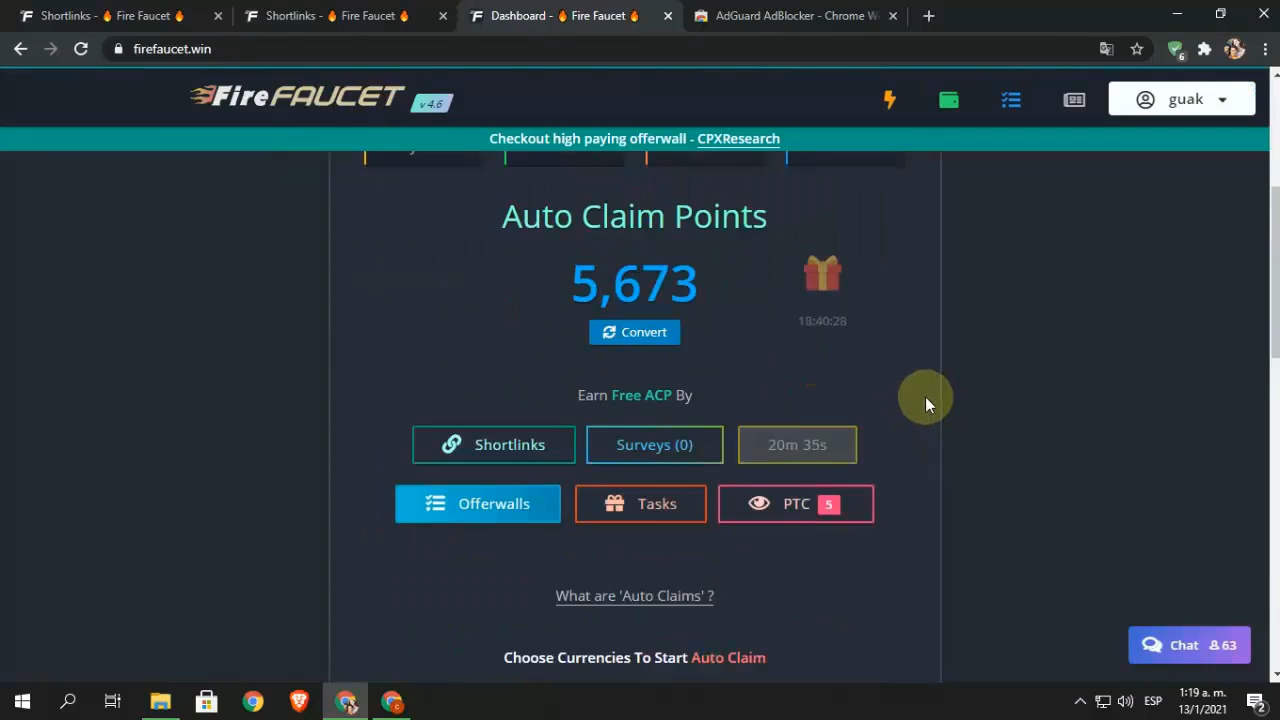 Shortlinks - 🔥 Fire Faucet 🔥
Shortlinks - 🔥 Fire Faucet 🔥
Dashboard - 🔥 Fire Faucet 🔥
AdGuard AdBlocker - Chrome W
firefaucet.win
6
FireFAUCET v 4.6
guak
Checkout high paying offerwall - CPXResearch
Auto Claim Points
5,673
18:40:28
Convert
Earn Free ACP By
Shortlinks
Surveys (0)
20m 35s
Offerwalls
Tasks
PTC 5
What are 'Auto Claims' ?
Choose Currencies To Start Auto Claim
Chat 63
ESP
1:19 a. m.
13/1/2021
2